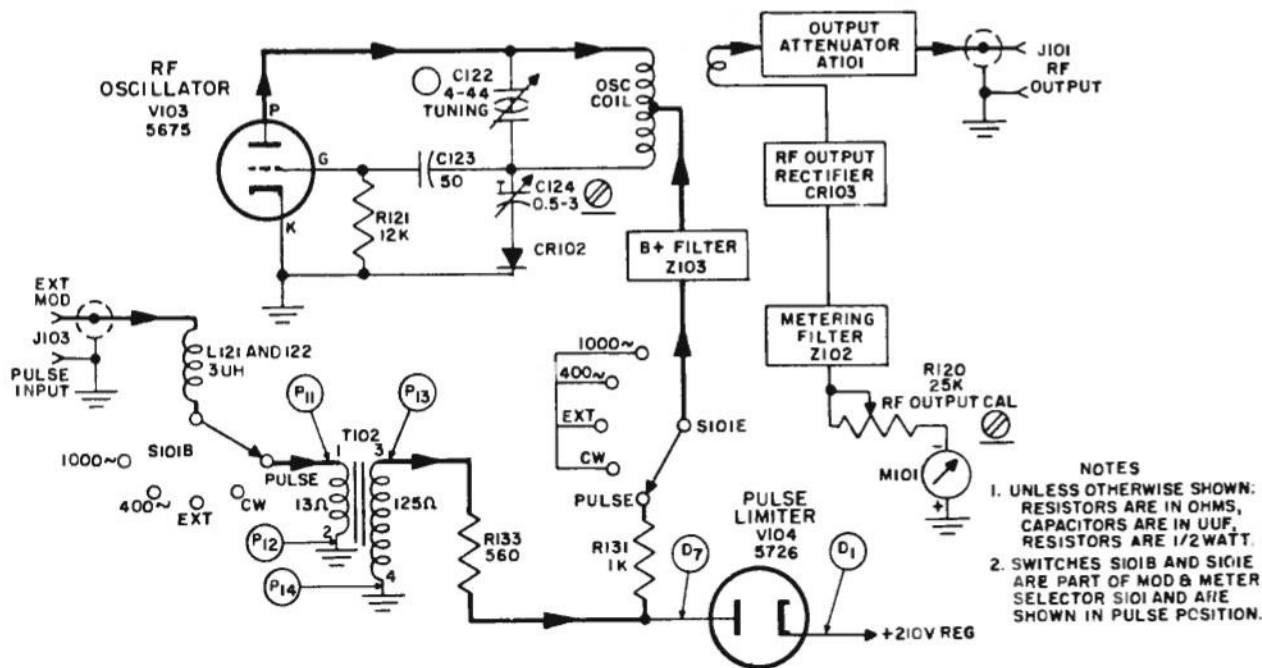 RF
OSCILLATOR
V103
5675
P
G
K
C122
4-44
TUNING
C123
50
R121
12K
C124
0.5-3
T
CR102
OSC
COIL
OUTPUT
ATTENUATOR
AT101
J101
RF
OUTPUT
RF OUTPUT
RECTIFIER
CR103
B+ FILTER
Z103
METERING
FILTER
Z102
R120
25K
RF OUTPUT CAL
-
M101
+
EXT
MOD
J103
PULSE
INPUT
L121 AND 122
3UH
S101B
1000~
400~
EXT
CW
PULSE
P11
P13
T102
1
3
13Ω
125Ω
2
4
P12
P14
R133
560
1000~
400~
EXT
CW
S101E
PULSE
R131
1K
PULSE
LIMITER
V104
5726
D7
D1
+210V REG
NOTES
1. UNLESS OTHERWISE SHOWN:
RESISTORS ARE IN OHMS,
CAPACITORS ARE IN UUF,
RESISTORS ARE 1/2 WATT.
2. SWITCHES S101B AND S101E
ARE PART OF MOD & METER
SELECTOR S101 AND ARE
SHOWN IN PULSE POSITION.